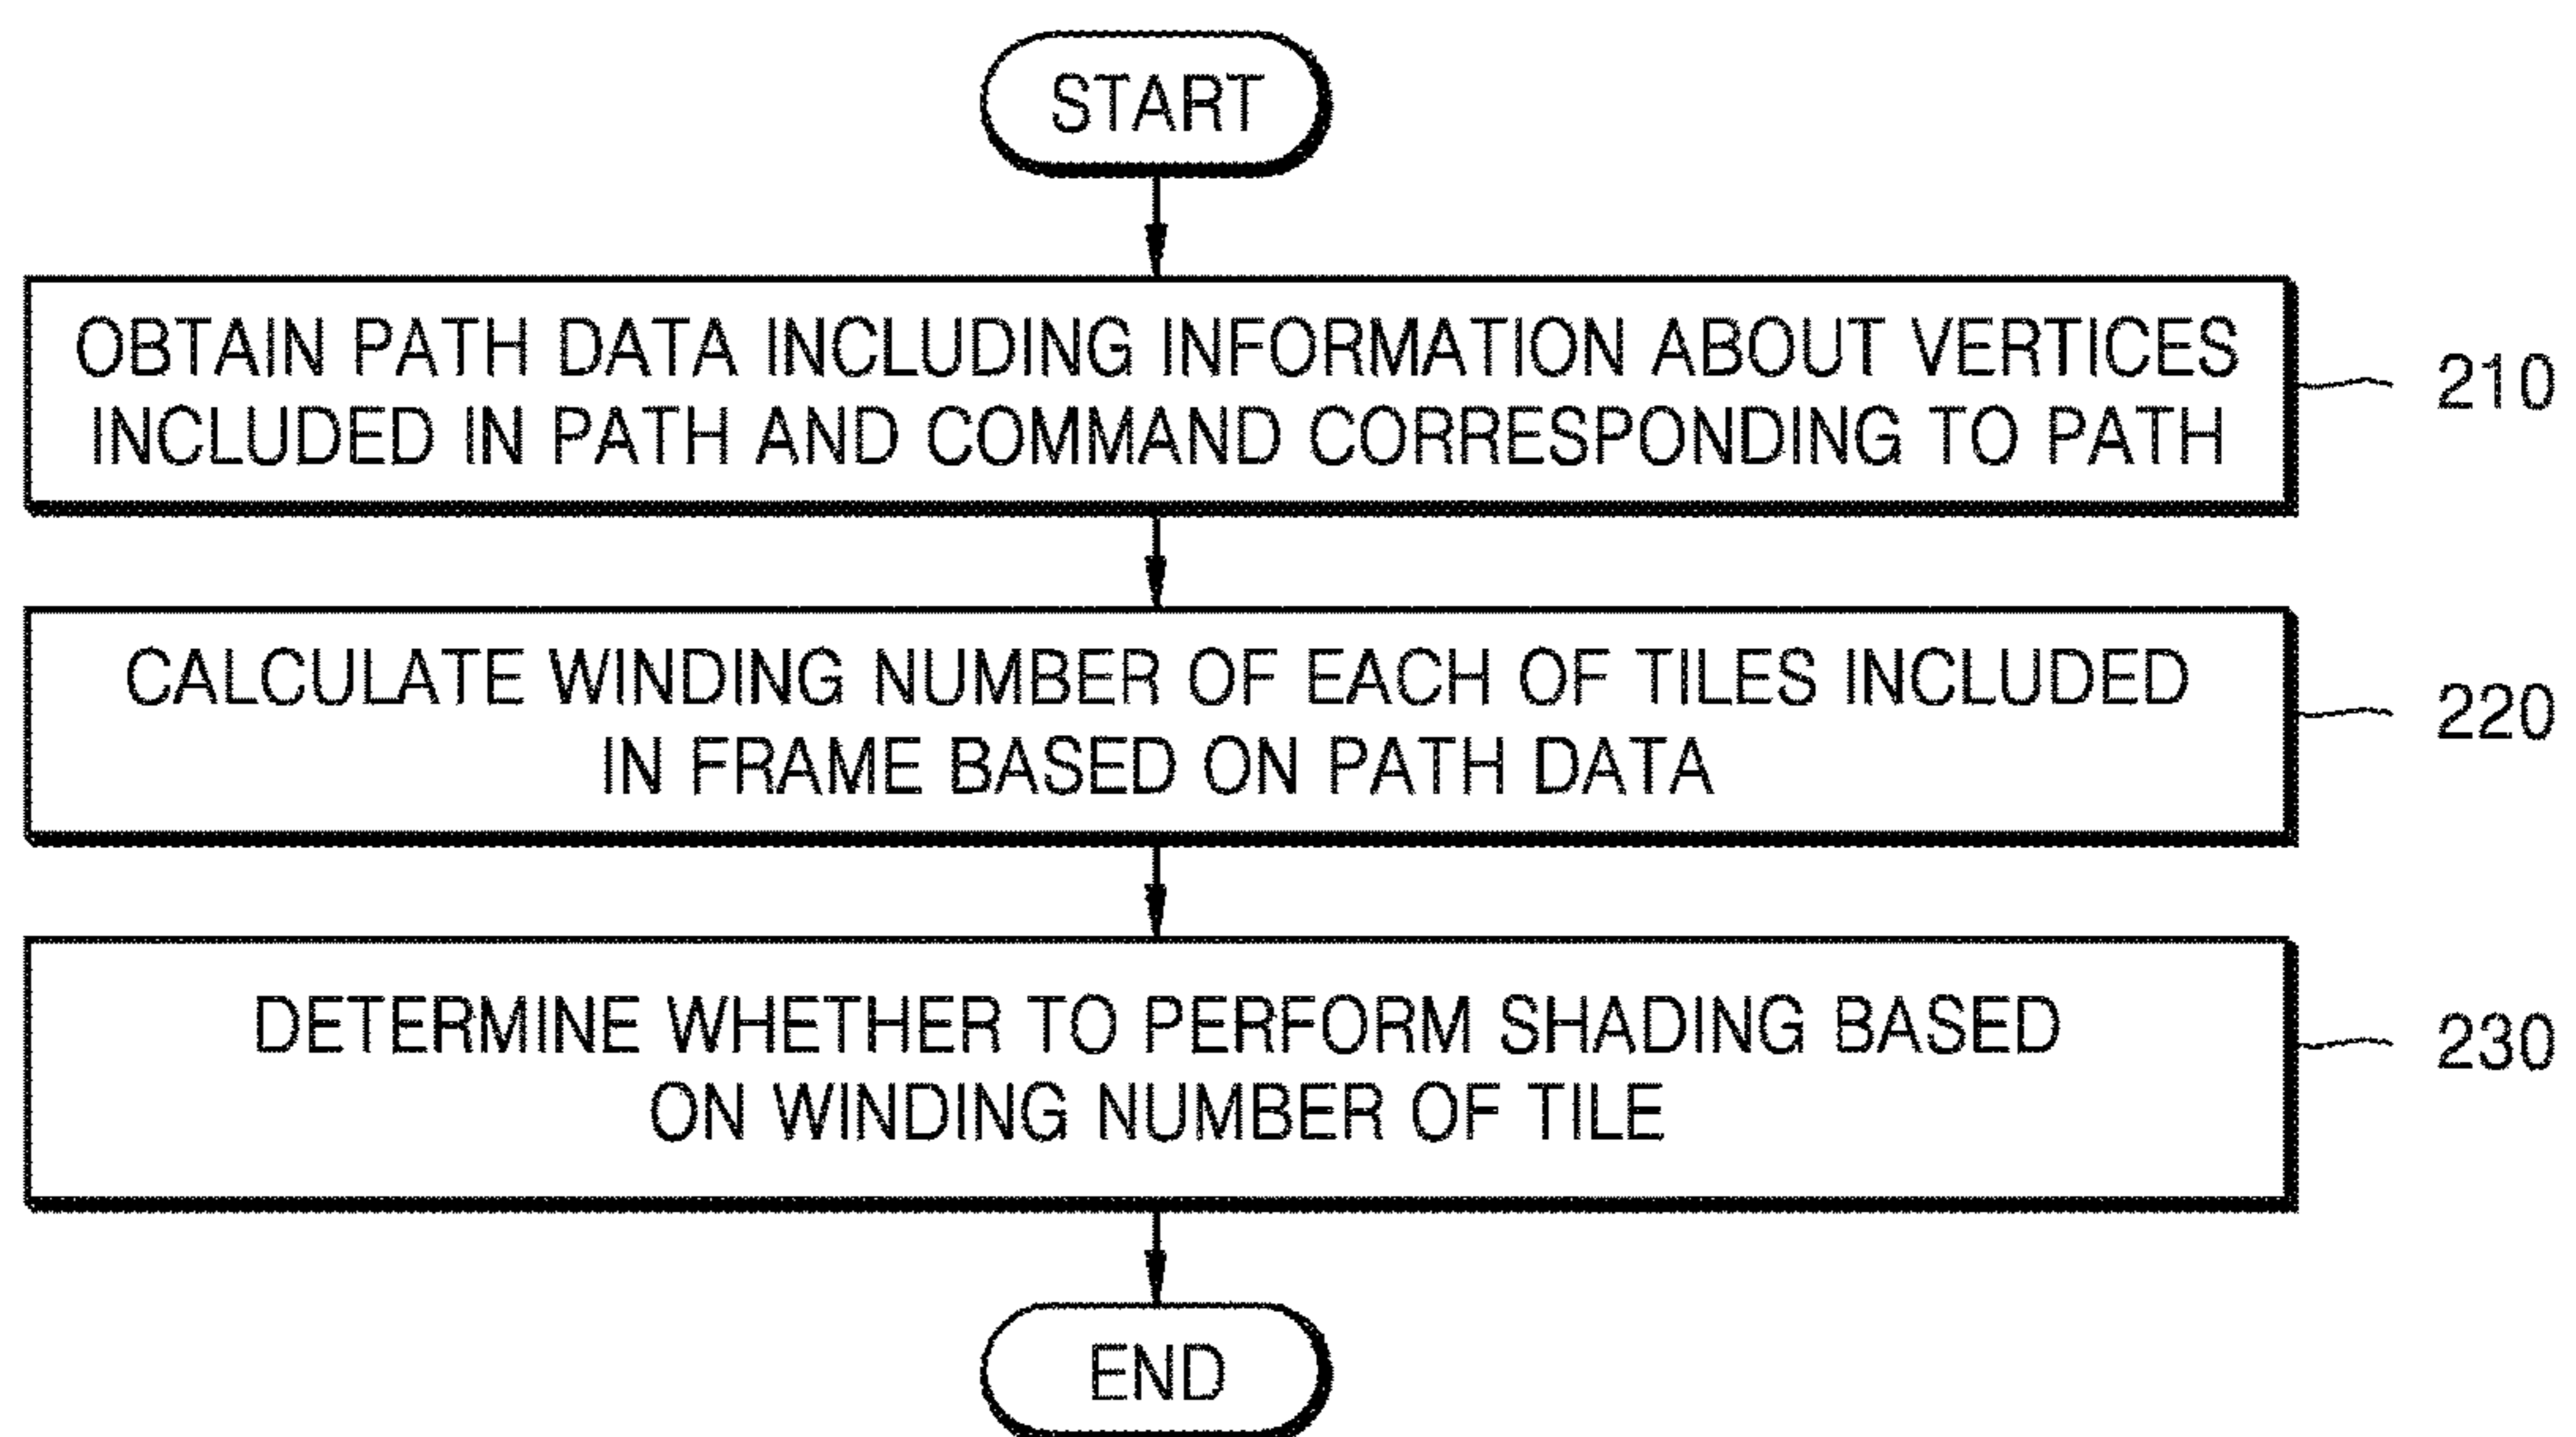 START
OBTAIN PATH DATA INCLUDING INFORMATION ABOUT VERTICES
INCLUDED IN PATH AND COMMAND CORRESPONDING TO PATH
210
CALCULATE WINDING NUMBER OF EACH OF TILES INCLUDED
IN FRAME BASED ON PATH DATA
220
DETERMINE WHETHER TO PERFORM SHADING BASED
ON WINDING NUMBER OF TILE
230
END